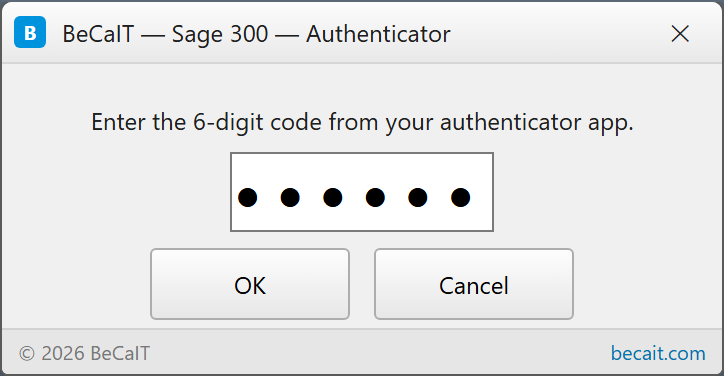 B BeCaIT — Sage 300 — Authenticator
Enter the 6-digit code from your authenticator app.
●●●●●●
OK Cancel
© 2026 BeCaIT becait.com